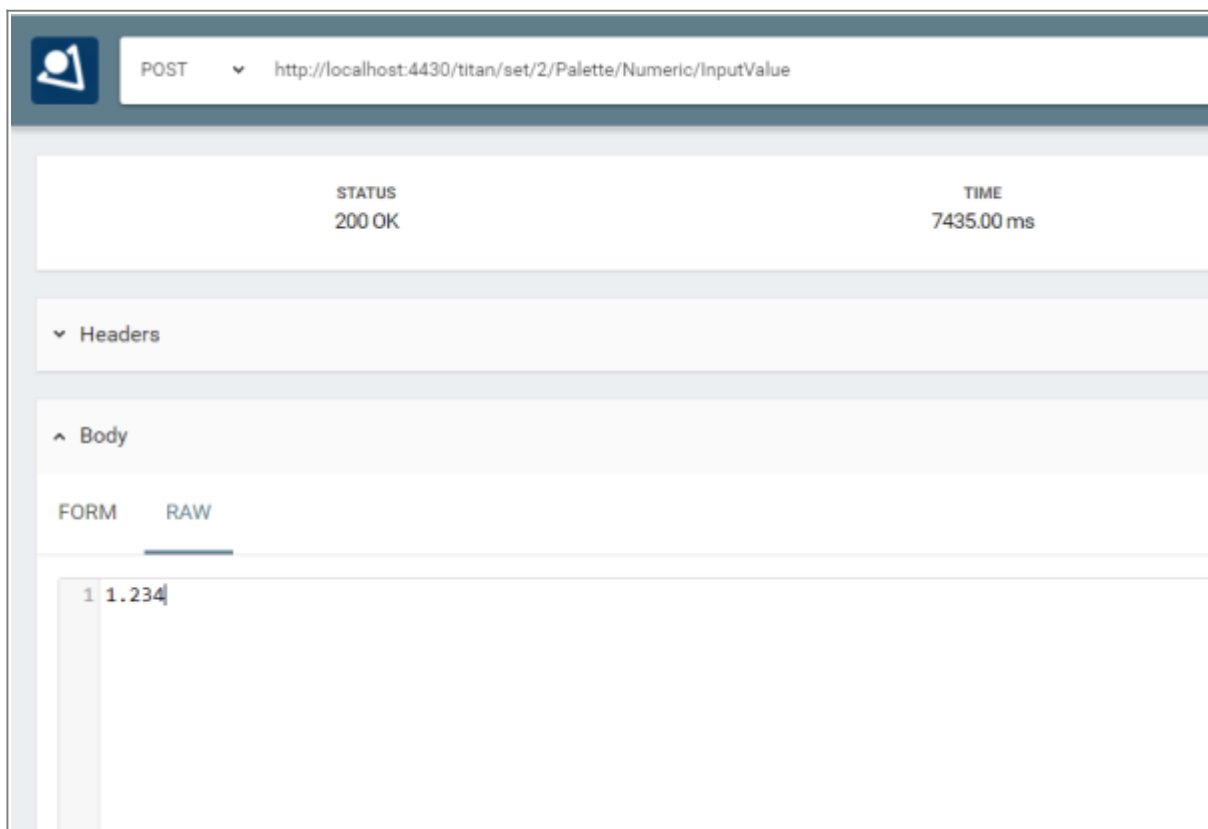 POST http://localhost:4430/titan/set/2/Palette/Numeric/InputValue
STATUS TIME
200 OK 7435.00 ms
Headers
Body
FORM RAW
1 1.234